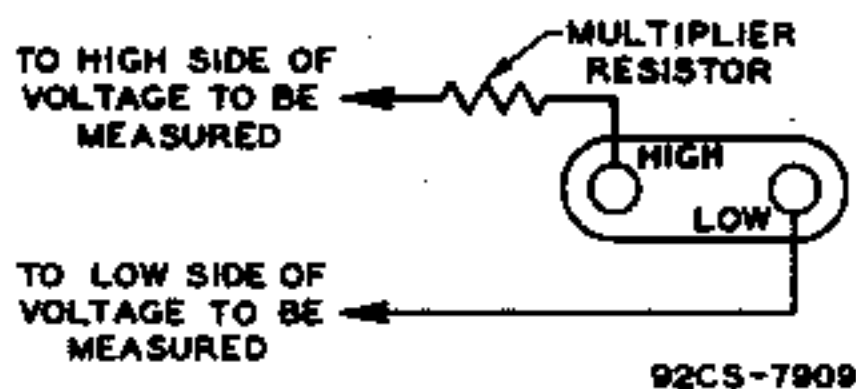 TO HIGH SIDE OF
VOLTAGE TO BE
MEASURED
MULTIPLIER
RESISTOR
HIGH
LOW
TO LOW SIDE OF
VOLTAGE TO BE
MEASURED
92CS-7909